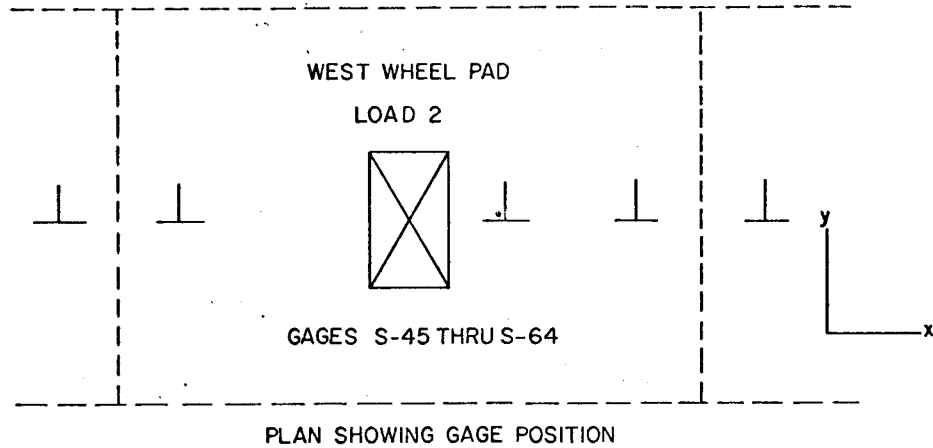 WEST WHEEL PAD
LOAD 2
y
x
GAGES S-45 THRU S-64
PLAN SHOWING GAGE POSITION